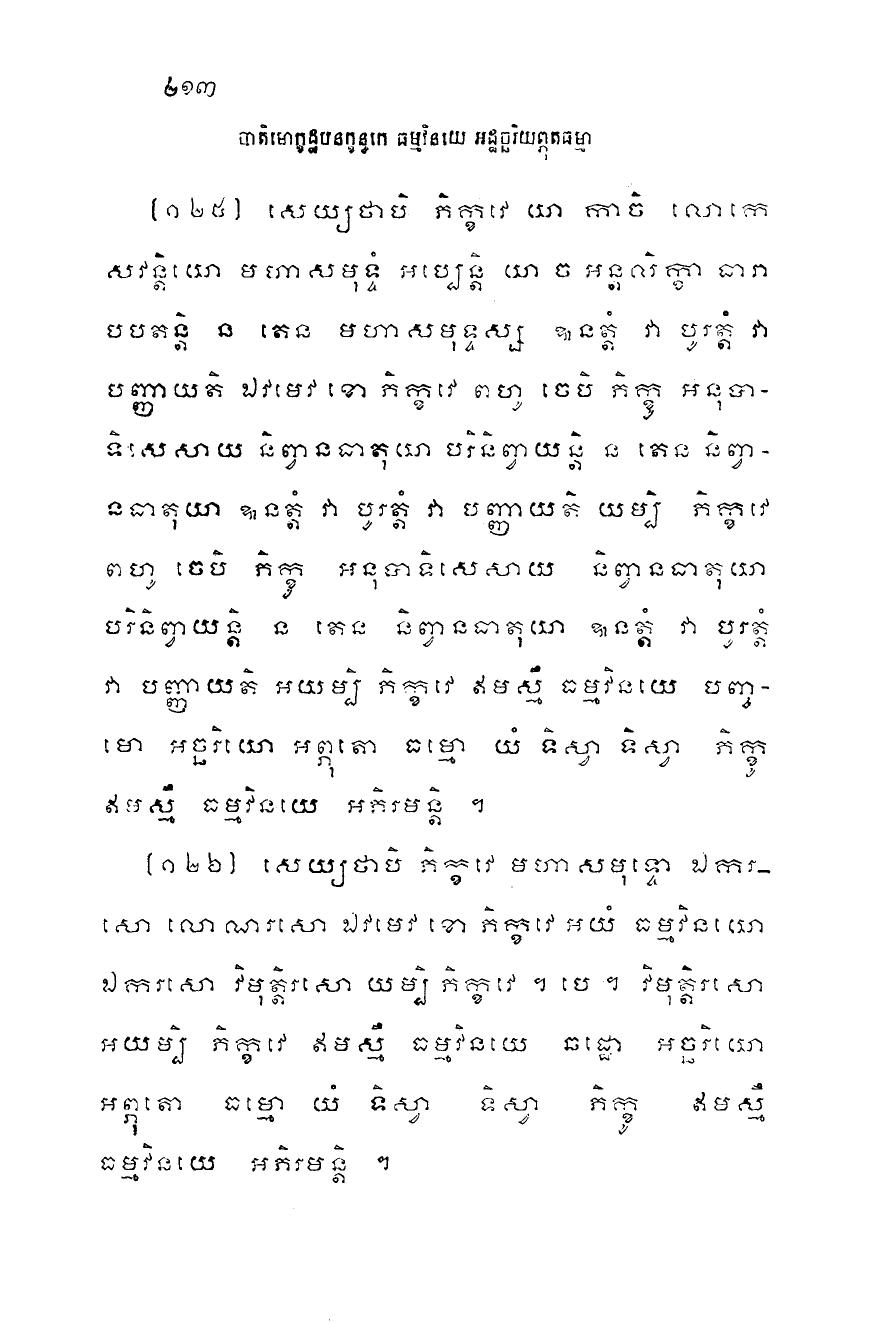 ២១៣
បាតិមោក្ខដ្ឋបនក្ខន្ធកេ ធម្មវិនយេ អដ្ឋច្ឆរិយព្ភុតធម្មា
(១២៥) សេយ្យថាបិ ភិក្ខវេ យា កាចិ លោកេ
សវន្តិយោ មហាសមុទ្ទំ អប្បេន្តិ យា ច អន្តលិក្ខា ធារា
បបតន្តិ ន តេន មហាសមុទ្ទស្ស ឩនត្តំ វា បូរត្តំ វា
បញ្ញាយតិ ឯវមេវ ខោ ភិក្ខវេ ពហូ ចេបិ ភិក្ខូ អនុបា-
ទិសេសាយ និព្វានធាតុយា បរិនិព្វាយន្តិ ន តេន និព្វា-
នធាតុយា ឩនត្តំ វា បូរត្តំ វា បញ្ញាយតិ យម្បិ ភិក្ខវេ
ពហូ ចេបិ ភិក្ខូ អនុបាទិសេសាយ និព្វានធាតុយា
បរិនិព្វាយន្តិ ន តេន និព្វានធាតុយា ឩនត្តំ វា បូរត្តំ
វា បញ្ញាយតិ អយម្បិ ភិក្ខវេ ឥមស្មឹ ធម្មវិនយេ បញ្ច-
មោ អច្ឆរិយោ អព្ភុតោ ធម្មោ យំ ទិស្វា ទិស្វា ភិក្ខូ
ឥមស្មឹ ធម្មវិនយេ អភិរមន្តិ ។
(១២៦) សេយ្យថាបិ ភិក្ខវេ មហាសមុទ្ទោ ឯករ-
សោ លោណរសោ ឯវមេវ ខោ ភិក្ខវេ អយំ ធម្មវិនយោ
ឯករសោ វិមុត្តិរសោ យម្បិ ភិក្ខវេ ។ បេ ។ វិមុត្តិរសោ
អយម្បិ ភិក្ខវេ ឥមស្មឹ ធម្មវិនយេ ឆដ្ឋោ អច្ឆរិយោ
អព្ភុតោ ធម្មោ យំ ទិស្វា ទិស្វា ភិក្ខូ ឥមស្មឹ
ធម្មវិនយេ អភិរមន្តិ ។